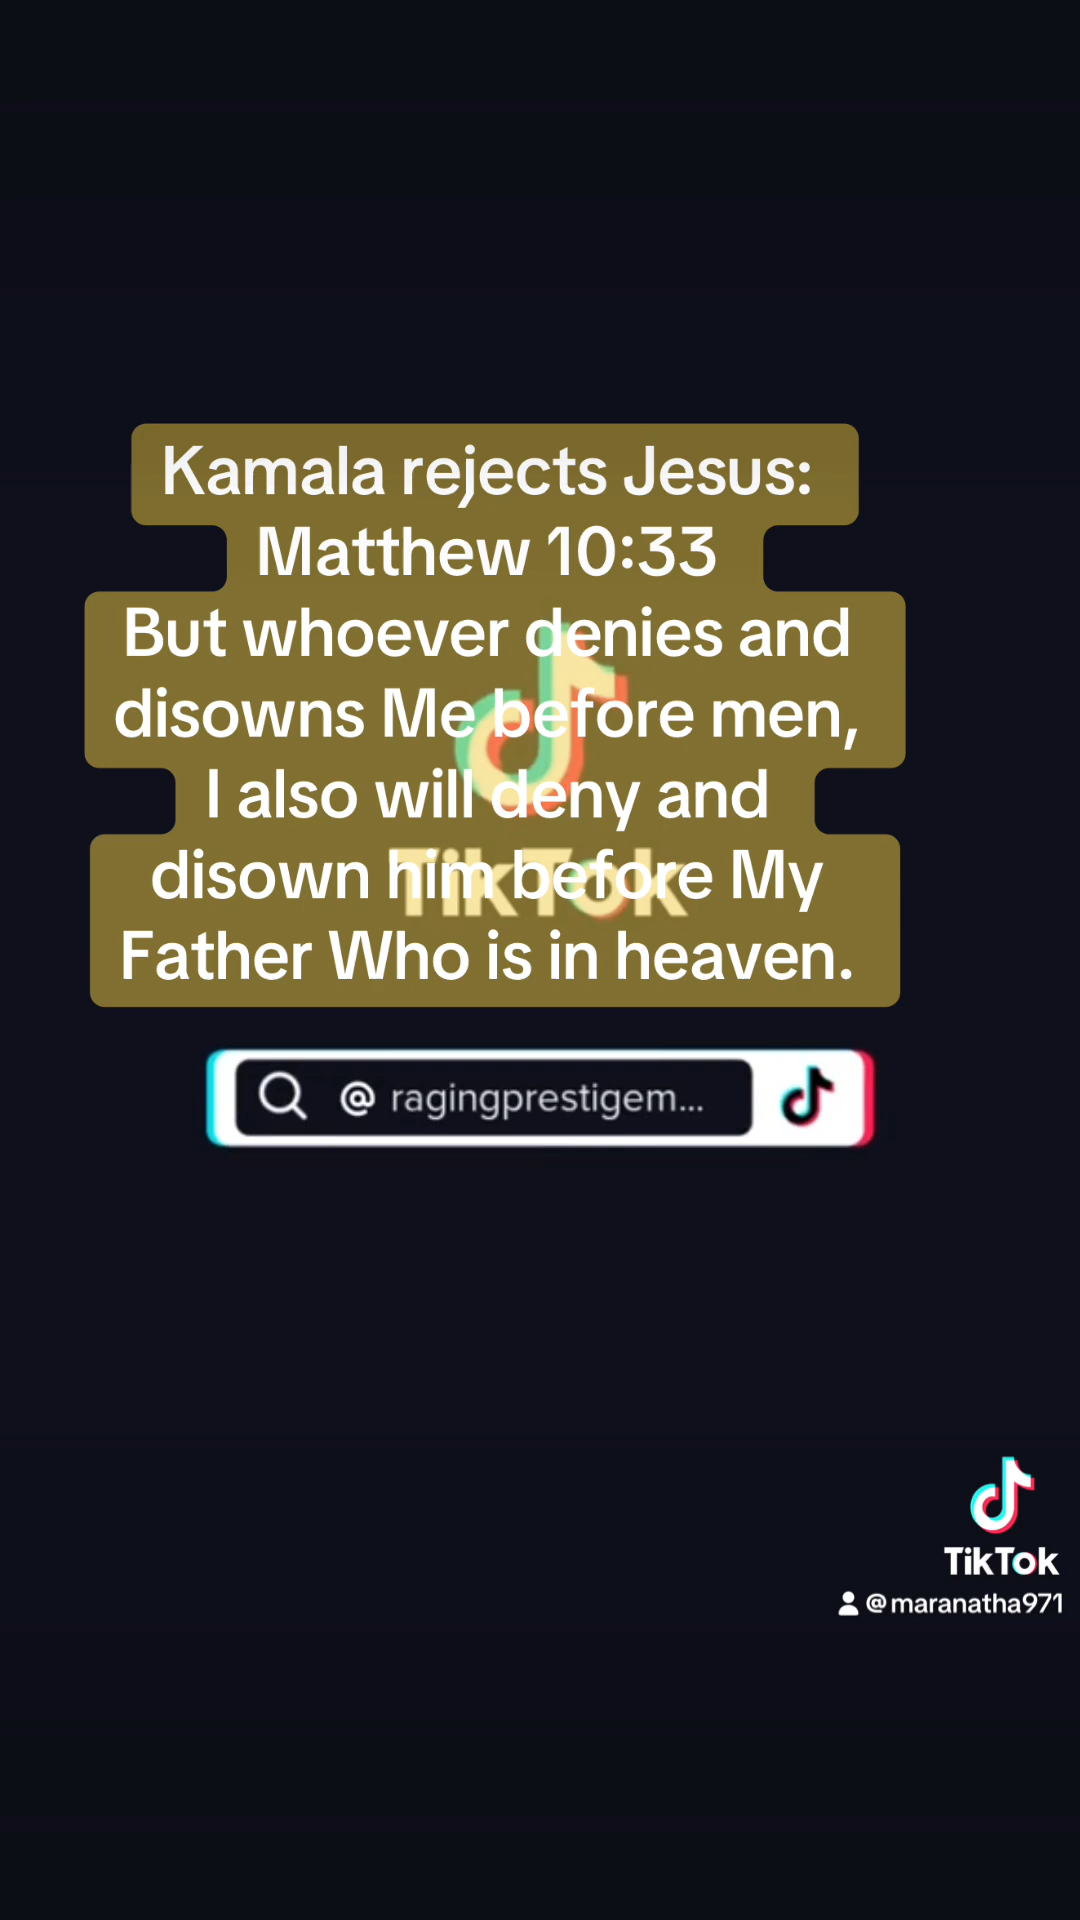 Kamala rejects Jesus:
Matthew 10:33
But whoever denies and
disowns Me before men,
I also will deny and
disown him before My
Father Who is in heaven.
TikTok
@ ragingprestigem...
TikTok
@maranatha971